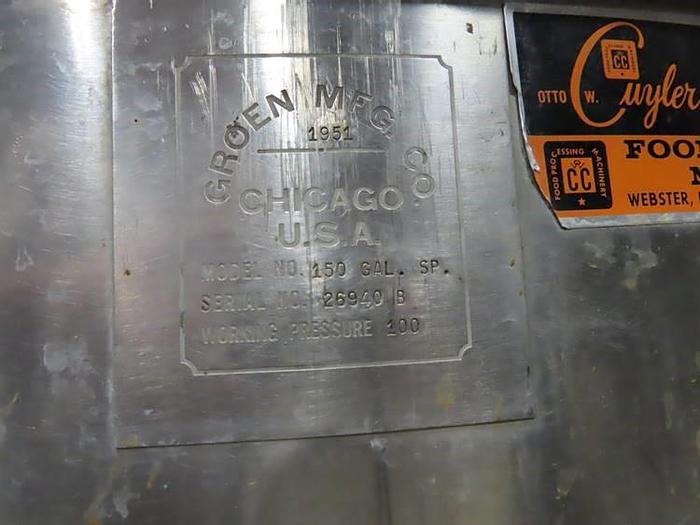 GROEN MFG. CO.
1951
CHICAGO
U.S.A.
MODEL NO. 150 GAL. SP.
SERIAL NO. 26940 B
WORKING PRESSURE 100
CC
OTTO W. Cuyler
FOOD PROCESSING MACHINERY
CC
WEBSTER,